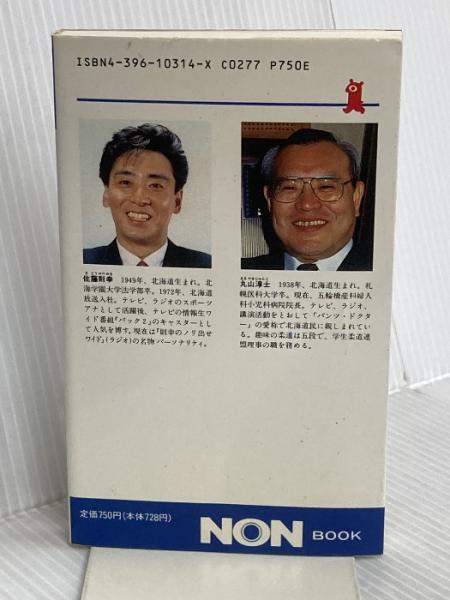 ISBN4-396-10314-X C0277 P750E
佐藤則幸 1949年、北海道生まれ。北
海学園大学法学部卒。1972年、北海道
放送入社。テレビ、ラジオのスポーツ
アナとして活躍後、テレビの情報生ワ
イド番組『パック2』のキャスターとし
て人気を博す。現在は『則幸のノリ出せ
ワイド』(ラジオ)の名物パーソナリティ。
丸山淳士 1938年、北海道生まれ。札
幌医科大学卒。現在、五輪橋産科婦人
科小児科病院院長。テレビ、ラジオ、
講演活動をとおして「パンツ・ドクタ
ー」の愛称で北海道民に親しまれてい
る。趣味の柔道は五段で、学生柔道連
盟理事の職を務める。
定価750円(本体728円)
NON BOOK